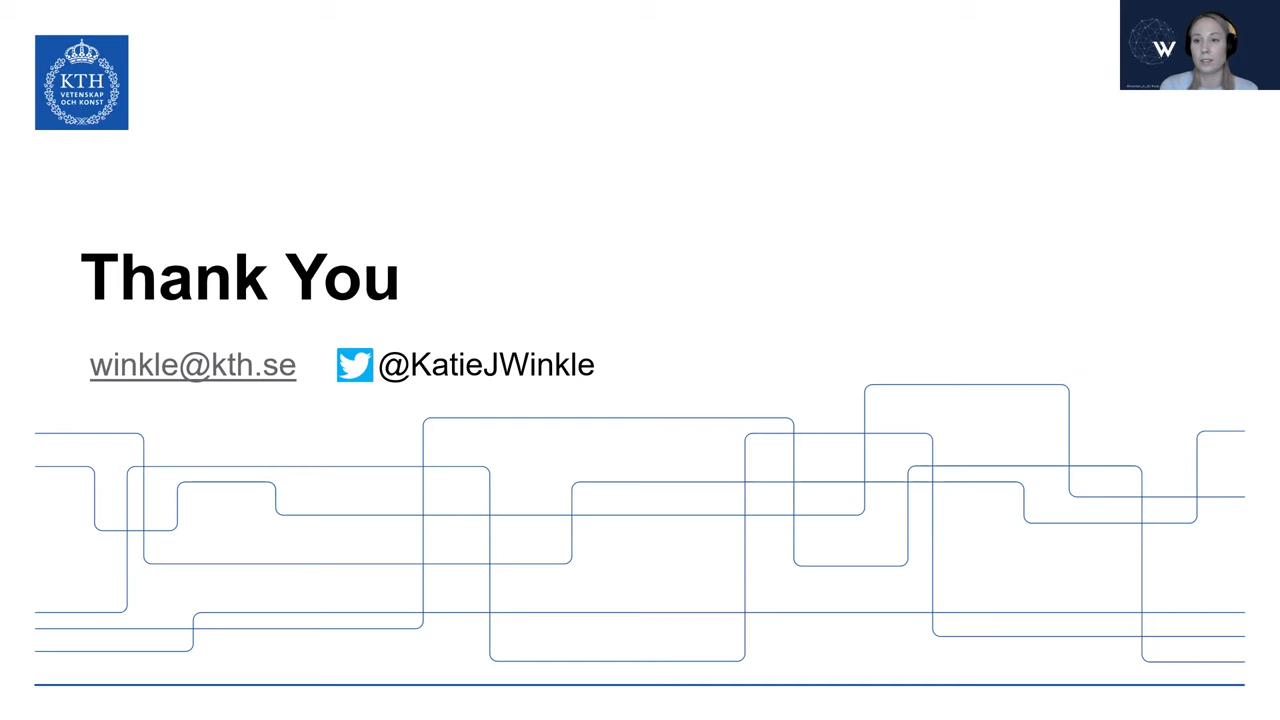 KTH
VETENSKAP
OCH KONST
W
Thank You
winkle@kth.se @KatieJWinkle